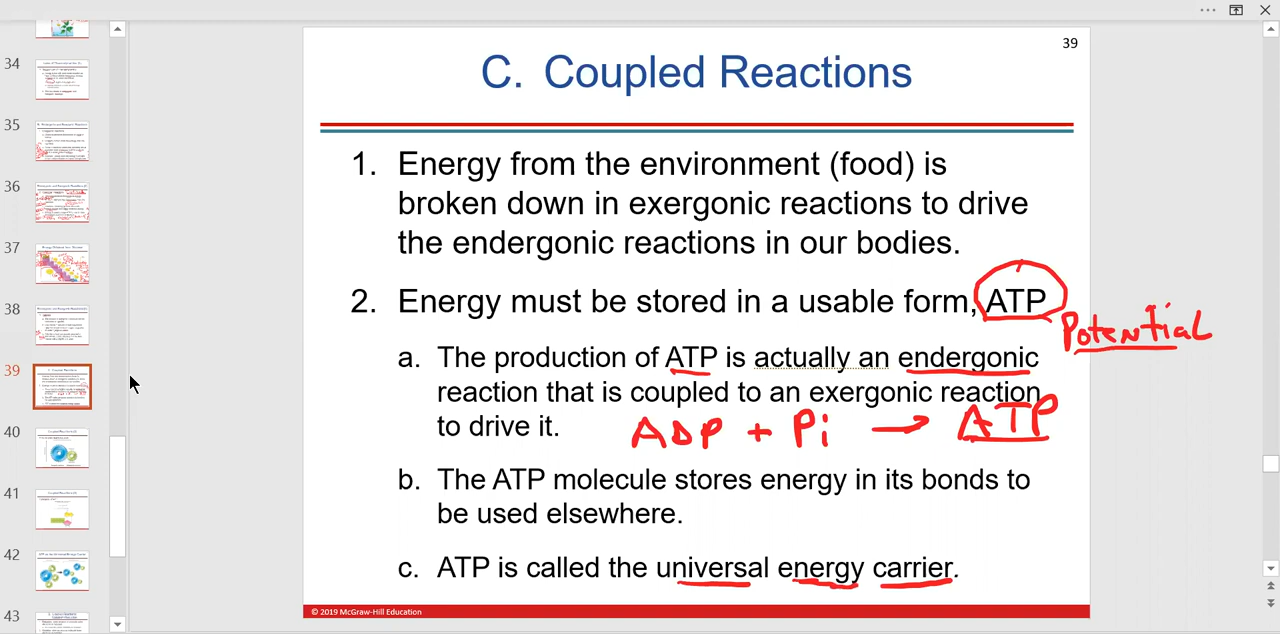 39
C. Coupled Reactions
1. Energy from the environment (food) is
broken down in exergonic reactions to drive
the endergonic reactions in our bodies.
2. Energy must be stored in a usable form, ATP
Potential
a. The production of ATP is actually an endergonic
reaction that is coupled to an exergonic reaction
to drive it.
ADP + Pi → ATP
b. The ATP molecule stores energy in its bonds to
be used elsewhere.
c. ATP is called the universal energy carrier.
© 2019 McGraw-Hill Education
34
35
36
37
38
39
40
41
42
43